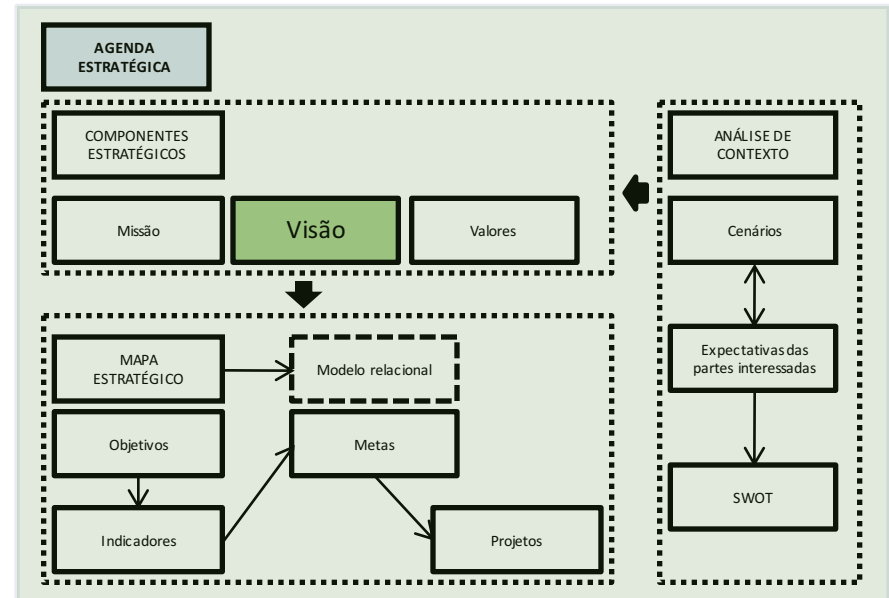 AGENDA
ESTRATÉGICA
COMPONENTES
ESTRATÉGICOS
Missão
Visão
Valores
ANÁLISE DE
CONTEXTO
Cenários
Expectativas das
partes interessadas
SWOT
MAPA
ESTRATÉGICO
Modelo relacional
Objetivos
Metas
Indicadores
Projetos